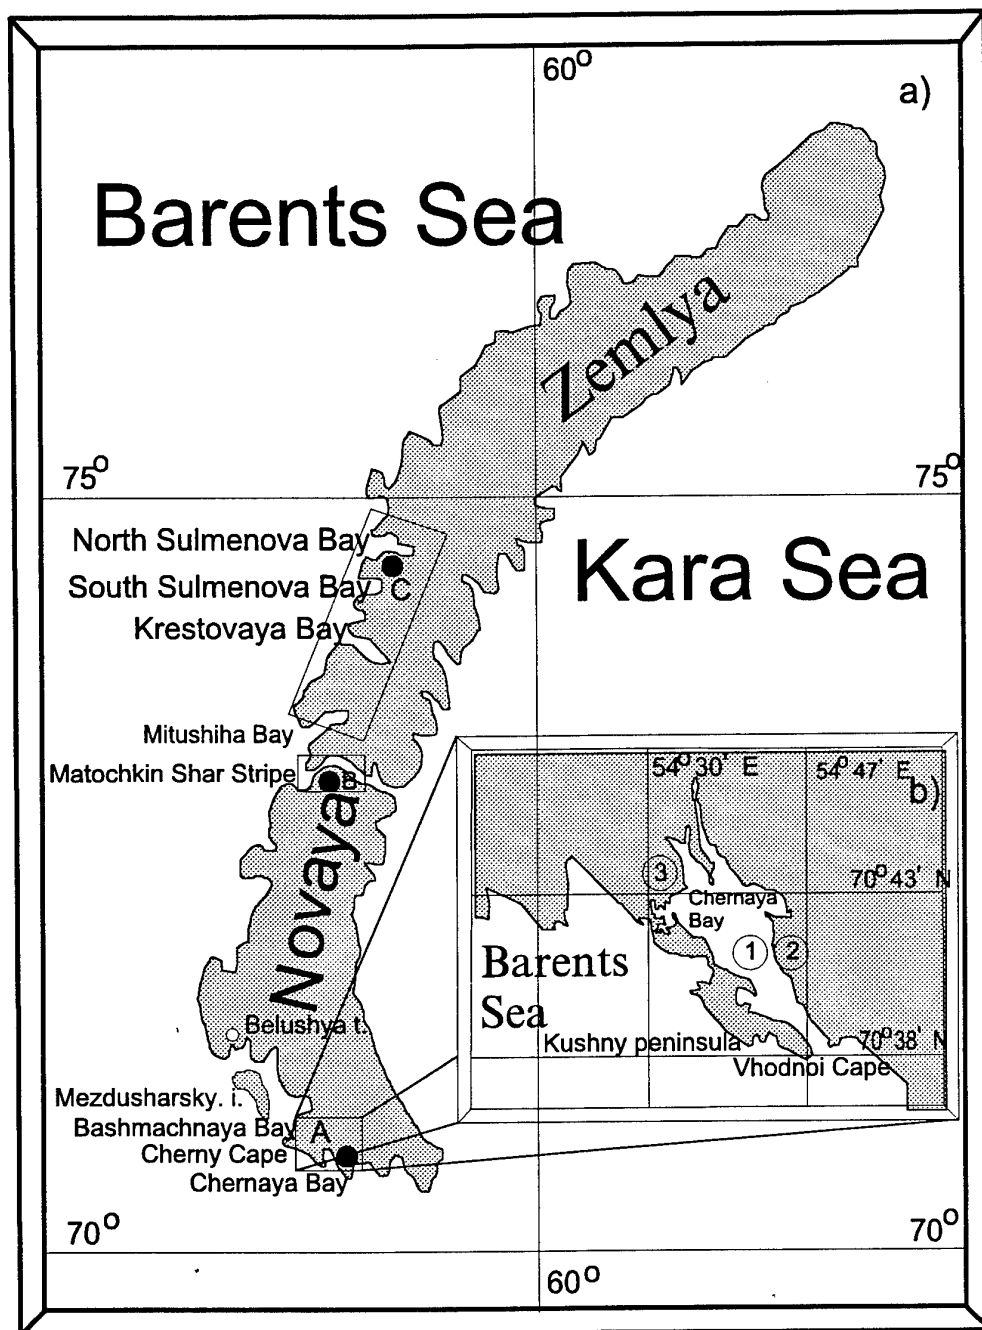 60°
a)
Barents Sea
Zemlya
75°
75°
North Sulmenova Bay
Kara Sea
South Sulmenova Bay
C
Krestovaya Bay
Mitushiha Bay
Matochkin Shar Stripe
B
Novaya
54° 30' E
54° 47' E
b)
3
70° 43' N
Chernaya
Bay
1
2
Barents
Sea
Belushya t.
Kushny peninsula
70° 38' N
Vhodnoi Cape
Mezdusharsky. i.
Bashmachnaya Bay
A
Cherny Cape
Chernaya Bay
70°
70°
60°